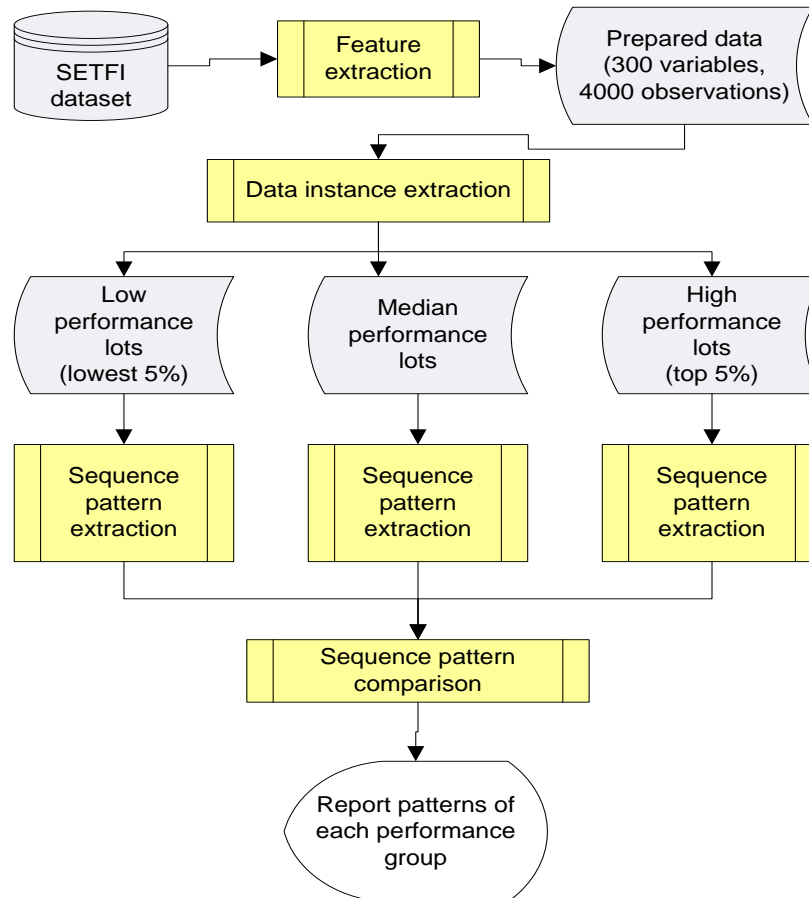 SETFI
dataset
Feature
extraction
Prepared data
(300 variables,
4000 observations)
Data instance extraction
Low
performance
lots
(lowest 5%)
Median
performance
lots
High
performance
lots
(top 5%)
Sequence
pattern
extraction
Sequence
pattern
extraction
Sequence
pattern
extraction
Sequence pattern
comparison
Report patterns of
each performance
group